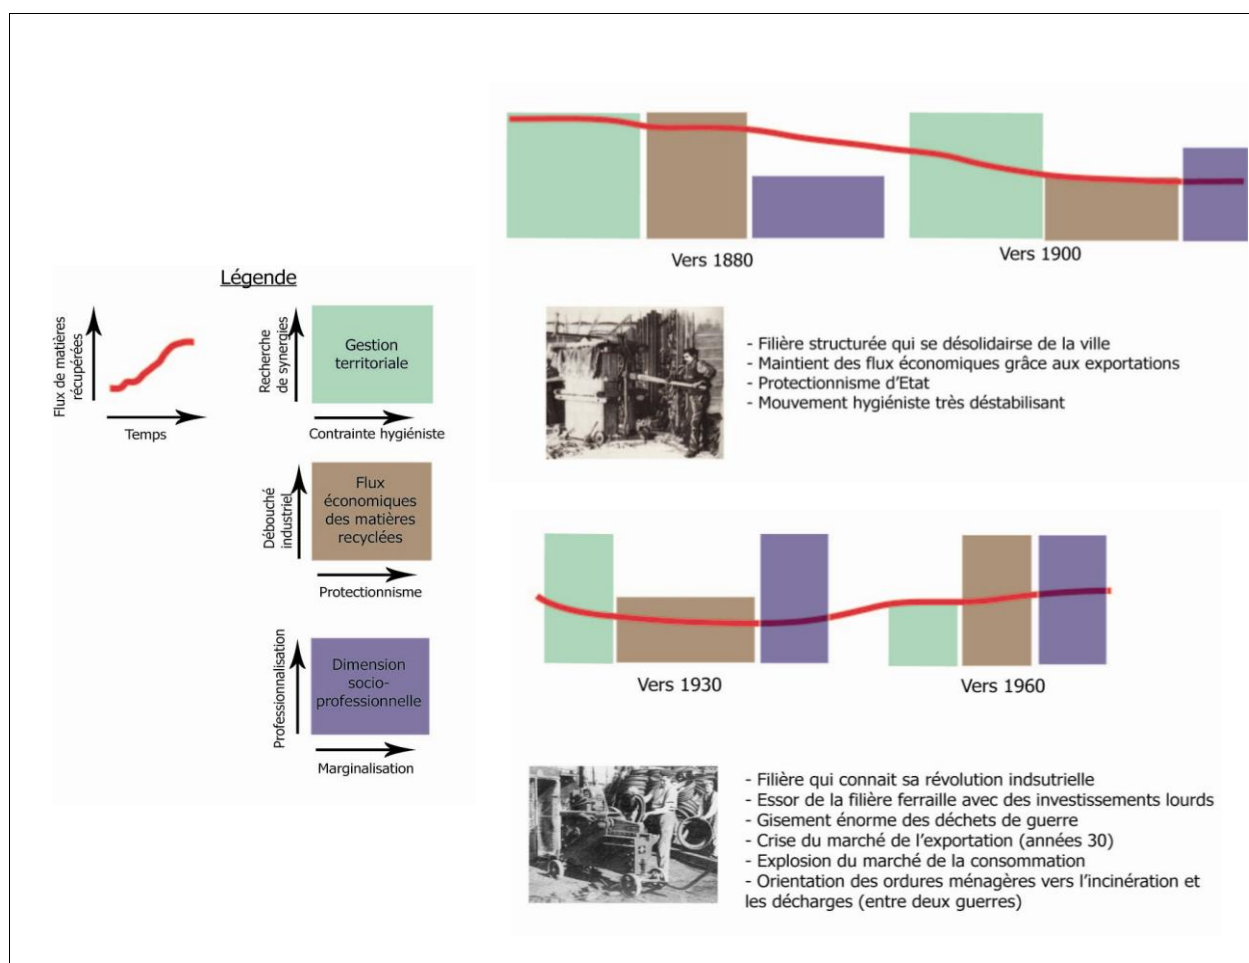 Vers 1880
Vers 1900
Légende
Flux de matières
récupérées
Temps
Recherche
de synergies
Gestion
territoriale
Contrainte hygiéniste
Débouché
industriel
Flux
économiques
des matières
recyclées
Protectionnisme
Professionnalisation
Dimension
socio-
professionnelle
Marginalisation
- Filière structurée qui se désolidairse de la ville
- Maintient des flux économiques grâce aux exportations
- Protectionnisme d'Etat
- Mouvement hygiéniste très déstabilisant
Vers 1930
Vers 1960
- Filière qui connait sa révolution indsutrielle
- Essor de la filière ferraille avec des investissements lourds
- Gisement énorme des déchets de guerre
- Crise du marché de l'exportation (années 30)
- Explosion du marché de la consommation
- Orientation des ordures ménagères vers l'incinération et
les décharges (entre deux guerres)